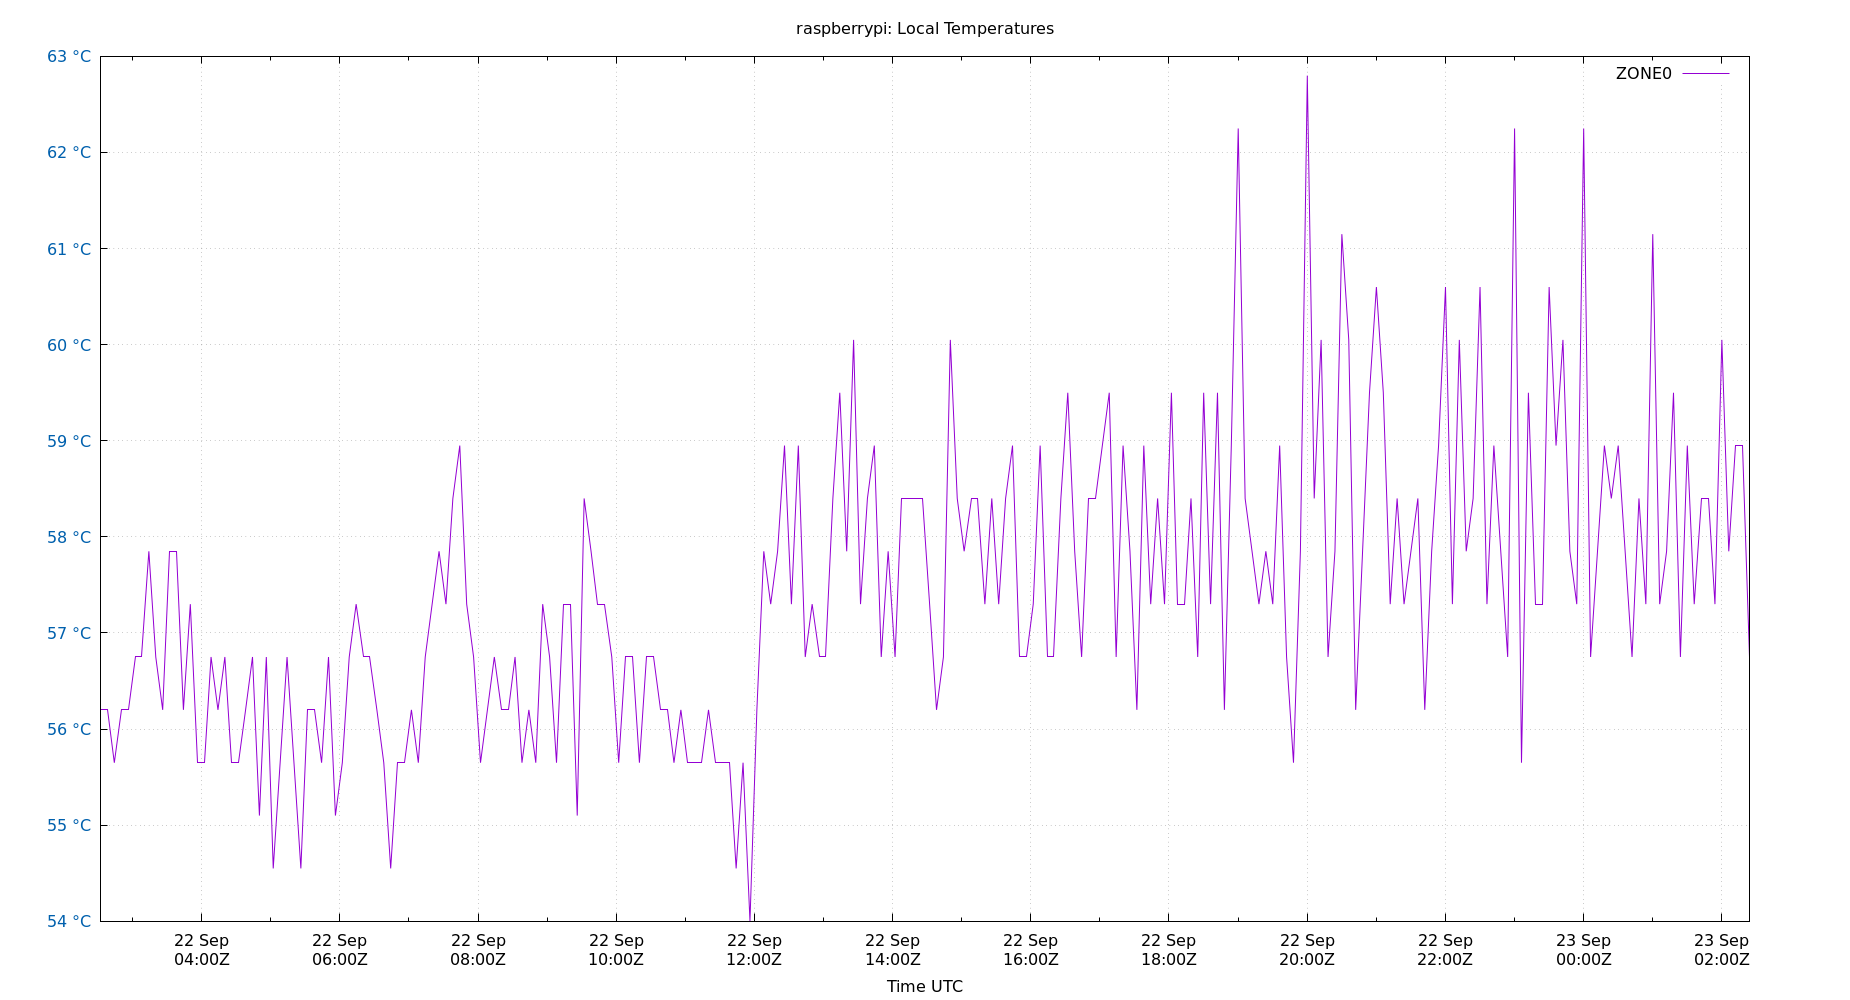 raspberrypi: Local Temperatures
63 °C
ZONE0
62 °C
61 °C
60 °C
59 °C
58 °C
57 °C
56 °C
55 °C
54 °C
22 Sep 22 Sep 22 Sep 22 Sep 22 Sep 22 Sep 22 Sep 22 Sep 22 Sep 22 Sep 23 Sep 23 Sep
04:00Z 06:00Z 08:00Z 10:00Z 12:00Z 14:00Z 16:00Z 18:00Z 20:00Z 22:00Z 00:00Z 02:00Z
Time UTC